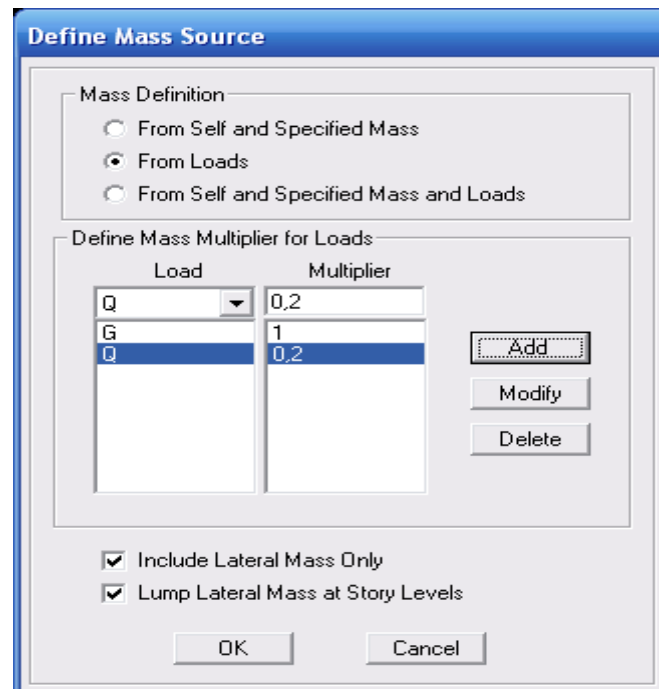 Define Mass Source
Mass Definition
From Self and Specified Mass
From Loads
From Self and Specified Mass and Loads
Define Mass Multiplier for Loads
Load Multiplier
Q 0,2
G 1
Q 0,2
Add
Modify
Delete
Include Lateral Mass Only
Lump Lateral Mass at Story Levels
OK Cancel